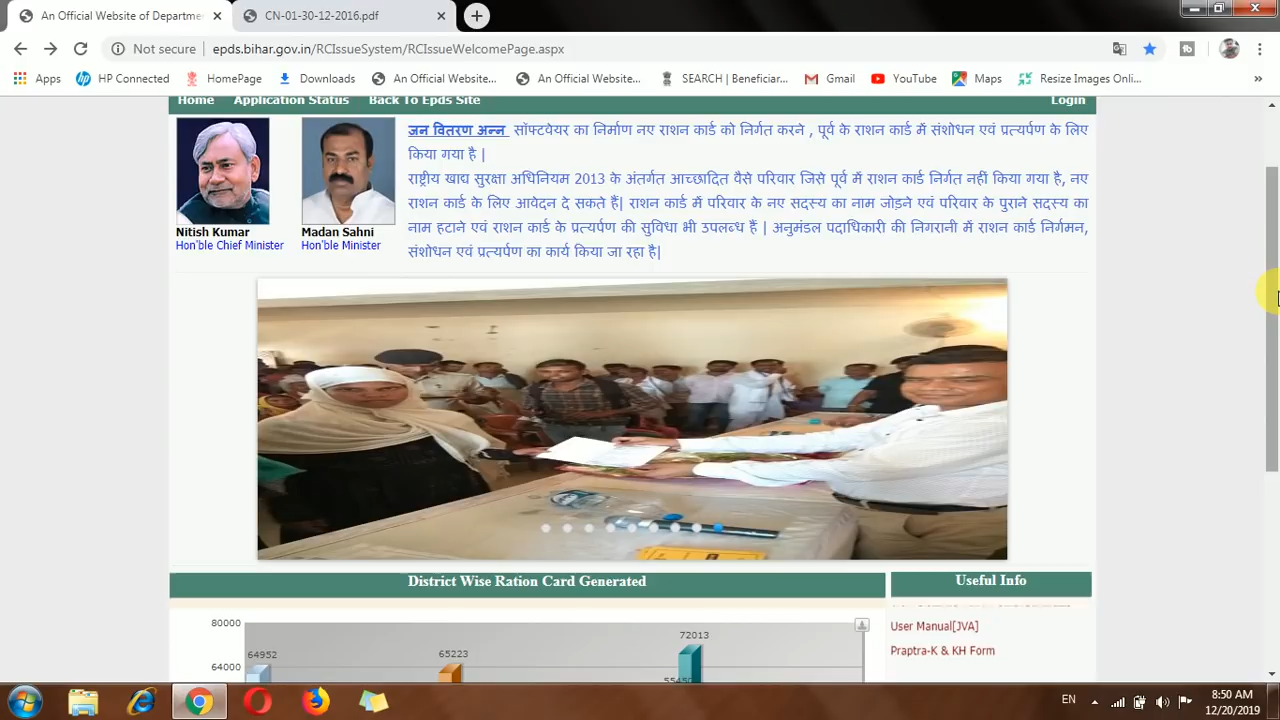 An Official Website of Departme
CN-01-30-12-2016.pdf
Not secure
epds.bihar.gov.in/RCIssueSystem/RCIssueWelcomePage.aspx
Apps
HP Connected
HomePage
Downloads
An Official Website...
An Official Website...
SEARCH | Beneficiar...
Gmail
YouTube
Maps
Resize Images Onli...
Home
Application Status
Back To Epds Site
Login
जन वितरण अन्न सॉफ्टवेयर का निर्माण नए राशन कार्ड को निर्गत करने , पूर्व के राशन कार्ड में संशोधन एवं प्रत्यर्पण के लिए
किया गया है |
राष्ट्रीय खाद्य सुरक्षा अधिनियम 2013 के अंतर्गत आच्छादित वैसे परिवार जिसे पूर्व में राशन कार्ड निर्गत नहीं किया गया है, नए
राशन कार्ड के लिए आवेदन दे सकते हैं| राशन कार्ड में परिवार के नए सदस्य का नाम जोड़ने एवं परिवार के पुराने सदस्य का
नाम हटाने एवं राशन कार्ड के प्रत्यर्पण की सुविधा भी उपलब्ध हैं | अनुमंडल पदाधिकारी की निगरानी में राशन कार्ड निर्गमन,
संशोधन एवं प्रत्यर्पण का कार्य किया जा रहा है|
Nitish Kumar
Hon'ble Chief Minister
Madan Sahni
Hon'ble Minister
District Wise Ration Card Generated
Useful Info
80000
64000
64952
65223
72013
User Manual[JVA]
Praptra-K & KH Form
EN
8:50 AM
12/20/2019